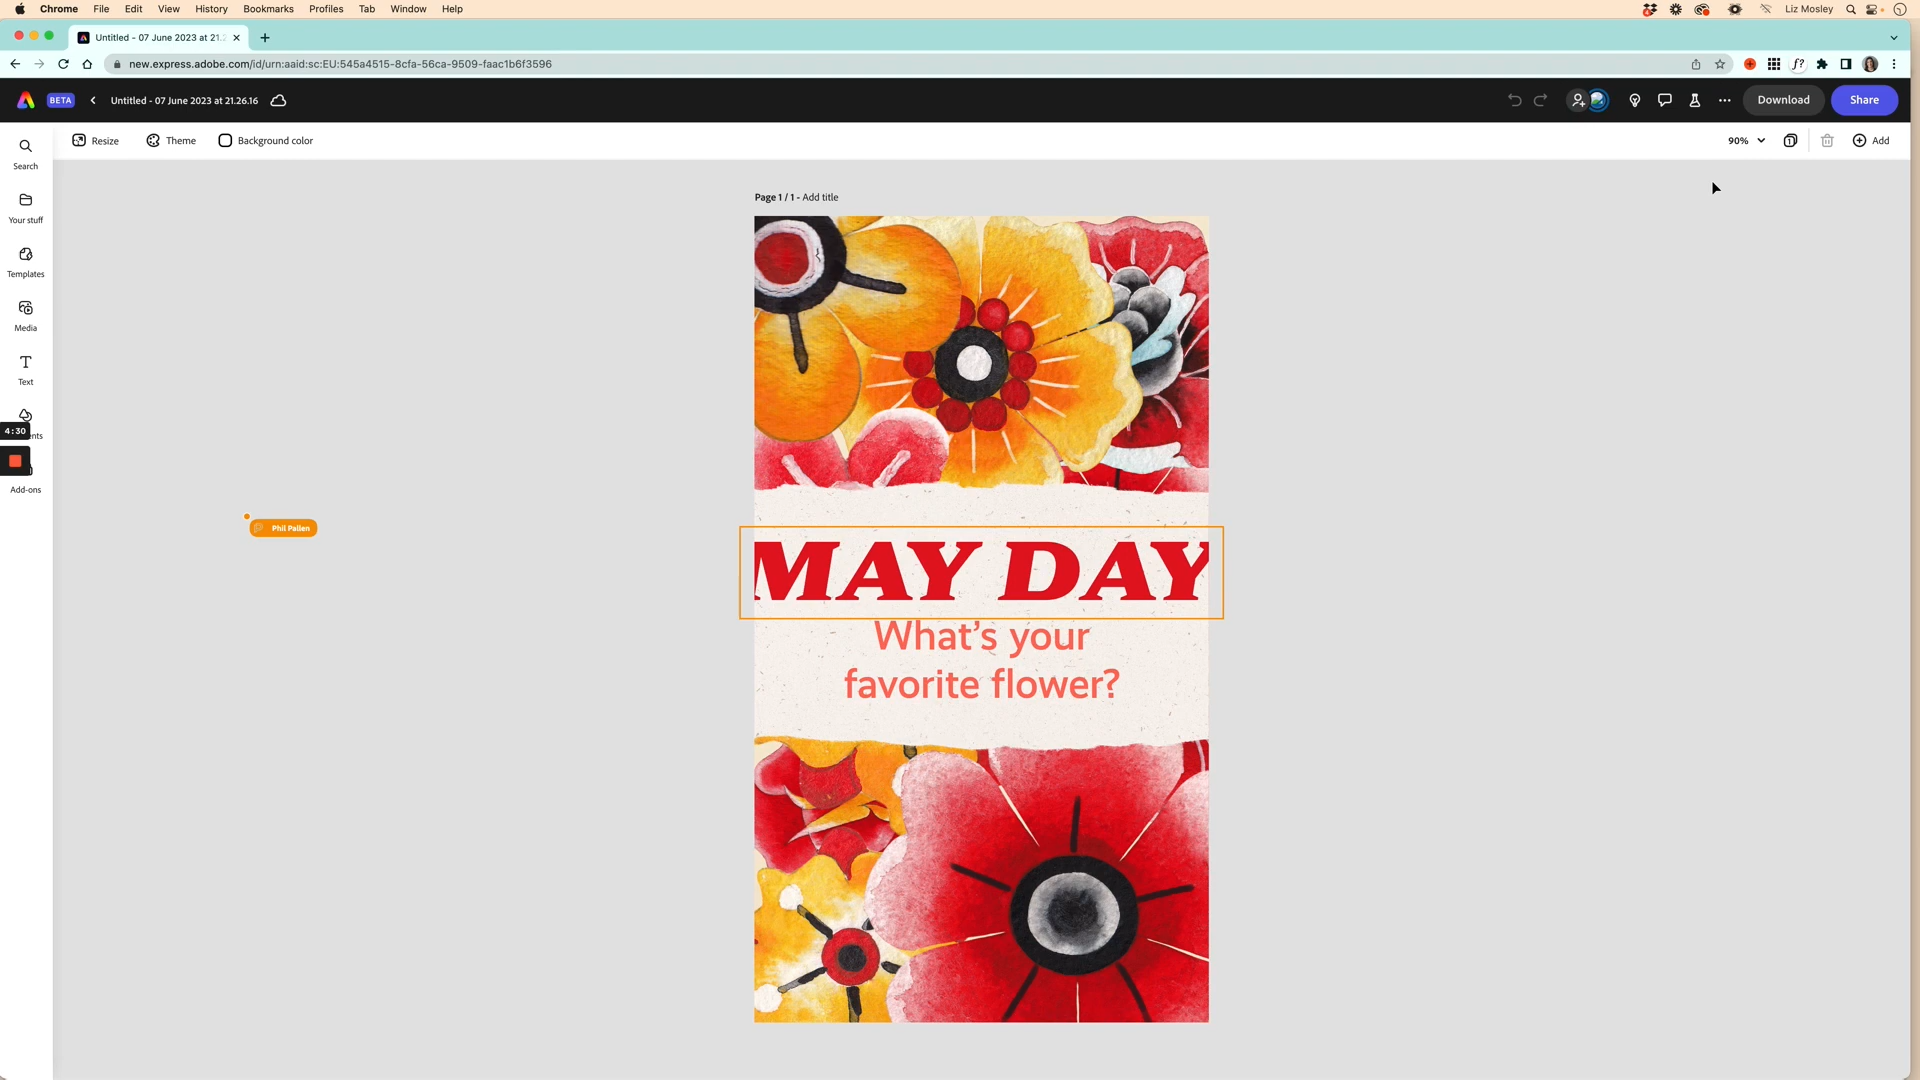 Chrome File Edit View History Bookmarks Profiles Tab Window Help
Liz Mosley
Untitled - 07 June 2023 at 21.2
new.express.adobe.com/id/urn:aaid:sc:EU:545a4515-8cfa-56ca-9509-faac1b6f3596
BETA
Untitled - 07 June 2023 at 21.26.16
Download
Share
Resize
Theme
Background color
90%
Add
Search
Your stuff
Templates
Media
Text
4:30
Add-ons
Page 1 / 1 - Add title
Phil Pallen
MAY DAY
What’s your
favorite flower?